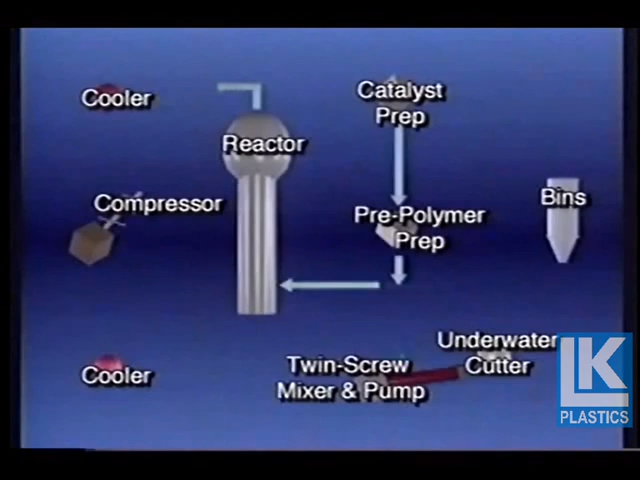 Cooler
Catalyst
Prep
Reactor
Compressor
Pre-Polymer
Prep
Bins
Cooler
Twin-Screw
Mixer & Pump
Underwater
Cutter
LK
PLASTICS